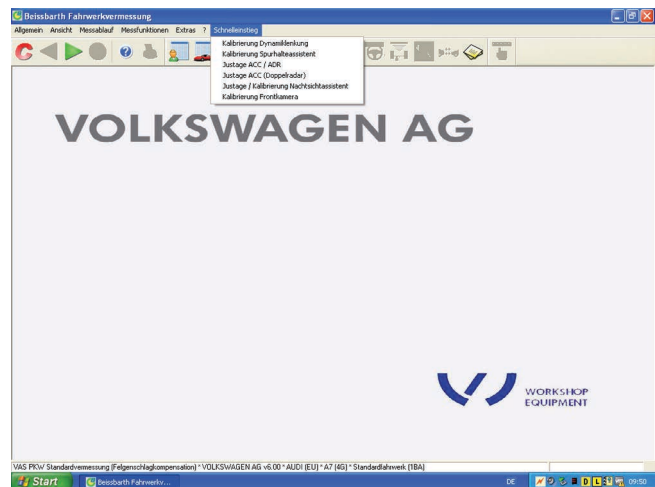 Beissbarth Fahrwerkvermessung
Allgemein Ansicht Messablauf Messfunktionen Extras ? Schnelleinstieg
Kalibrierung Dynamiklenkung
Kalibrierung Spurhalteassistent
Justage ACC / ADR
Justage ACC (Doppelradar)
Justage / Kalibrierung Nachtsichtassistent
Kalibrierung Frontkamera
VOLKSWAGEN AG
WORKSHOP
EQUIPMENT
VAS PKW Standardvermessung (Felgenschlagkompensation) * VOLKSWAGEN AG v6.00 * AUDI (EU) * A7 (4G) * Standardfahrwerk (1BA)
Start Beissbarth Fahrwerkv... DE D L 09:50